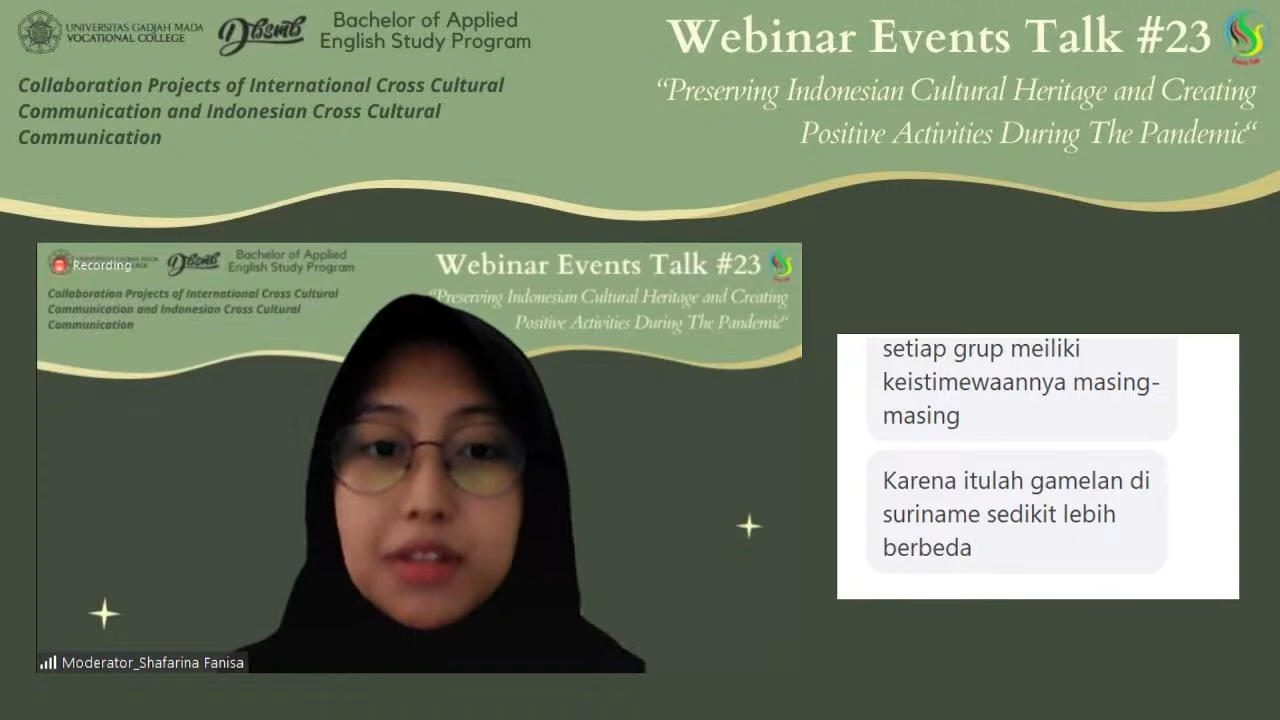 UNIVERSITAS GADJAH MADA
VOCATIONAL COLLEGE
Dbsmb
Bachelor of Applied
English Study Program
Collaboration Projects of International Cross Cultural
Communication and Indonesian Cross Cultural
Communication
Webinar Events Talk #23
“Preserving Indonesian Cultural Heritage and Creating
Positive Activities During The Pandemic“
Recording
Bachelor of Applied
English Study Program
Collaboration Projects of International Cross Cultural
Communication and Indonesian Cross Cultural
Communication
Webinar Events Talk #23
“Preserving Indonesian Cultural Heritage and Creating
Positive Activities During The Pandemic“
Moderator_Shafarina Fanisa
setiap grup meiliki
keistimewaannya masing-
masing
Karena itulah gamelan di
suriname sedikit lebih
berbeda